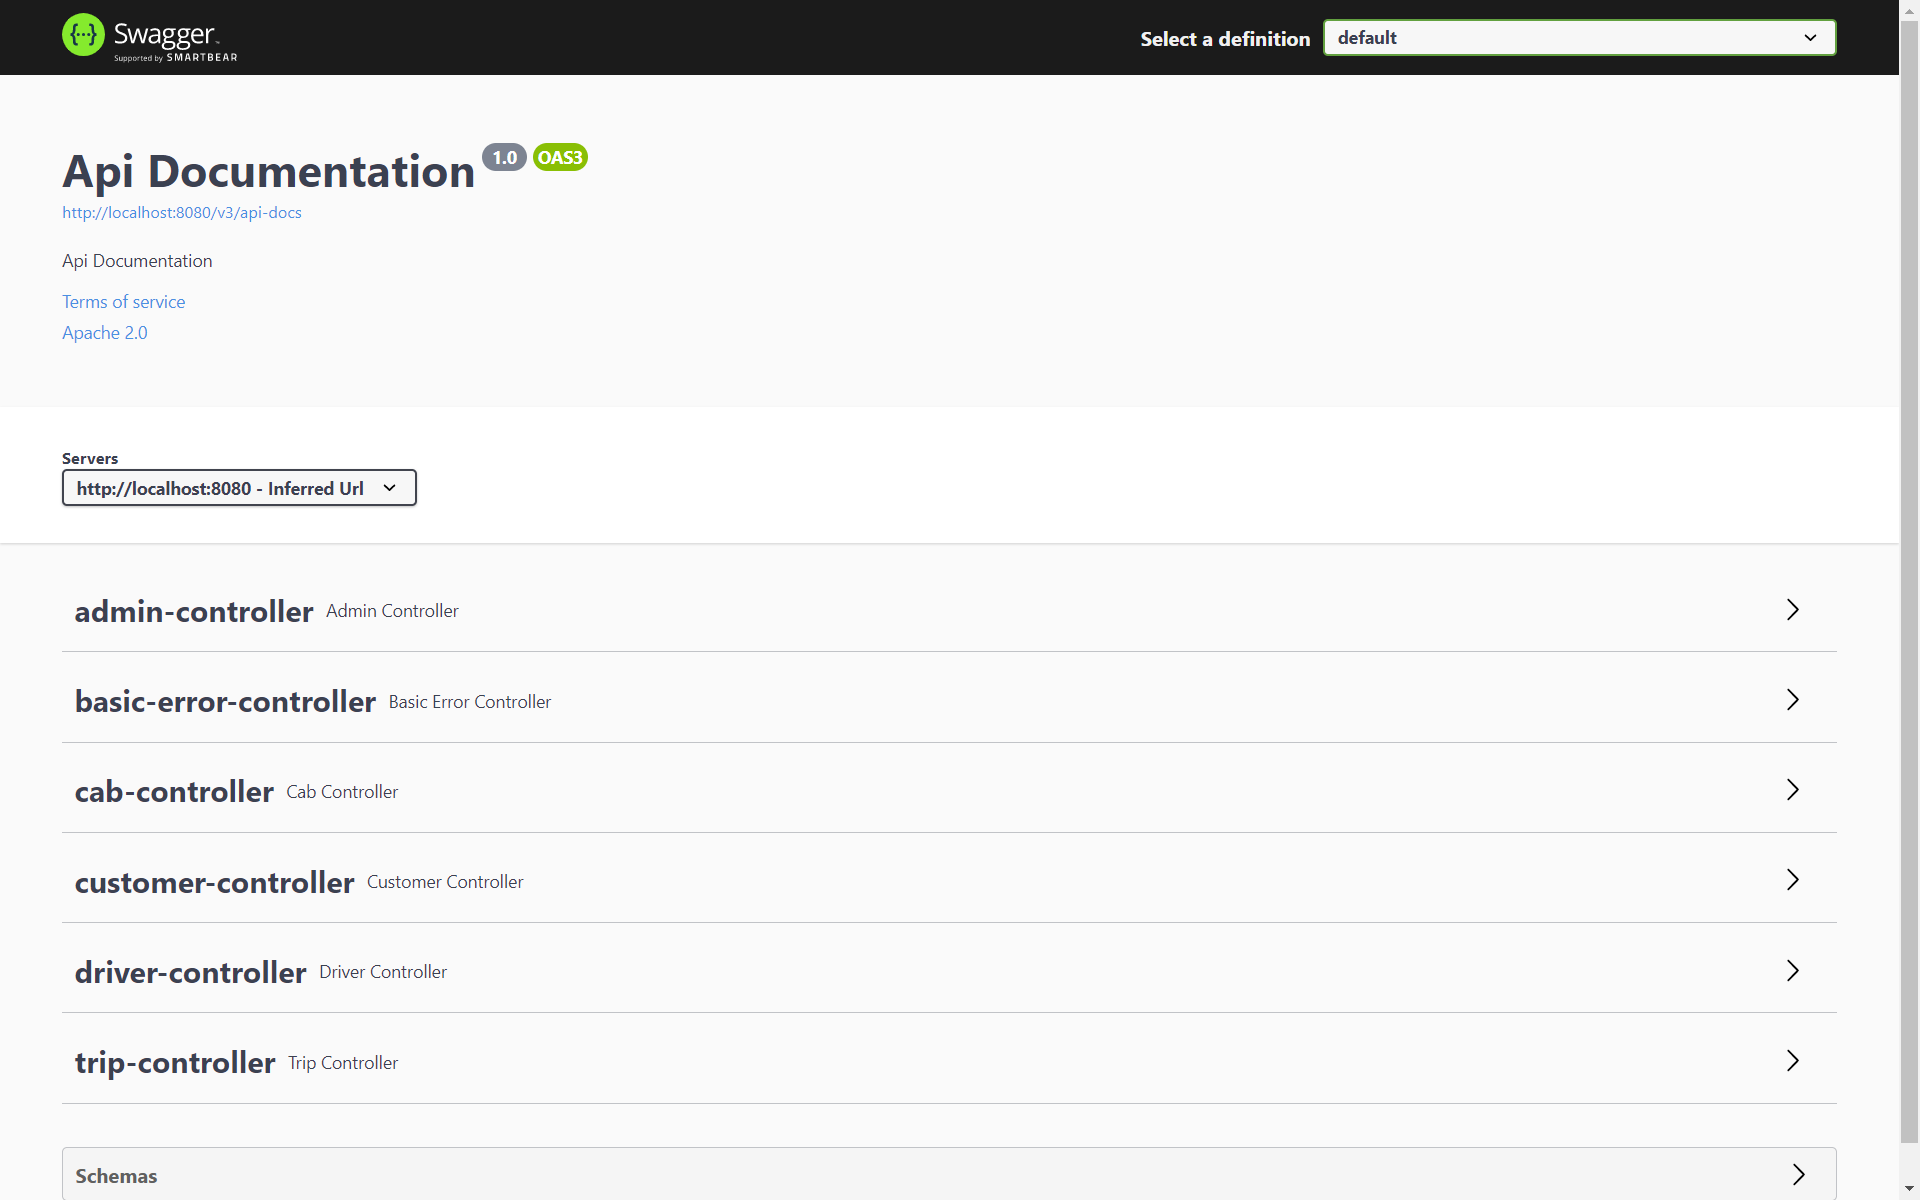 Swagger™
Supported by SMARTBEAR
Select a definition
default
Api Documentation 1.0 OAS3
http://localhost:8080/v3/api-docs
Api Documentation
Terms of service
Apache 2.0
Servers
http://localhost:8080 - Inferred Url
admin-controller Admin Controller
basic-error-controller Basic Error Controller
cab-controller Cab Controller
customer-controller Customer Controller
driver-controller Driver Controller
trip-controller Trip Controller
Schemas